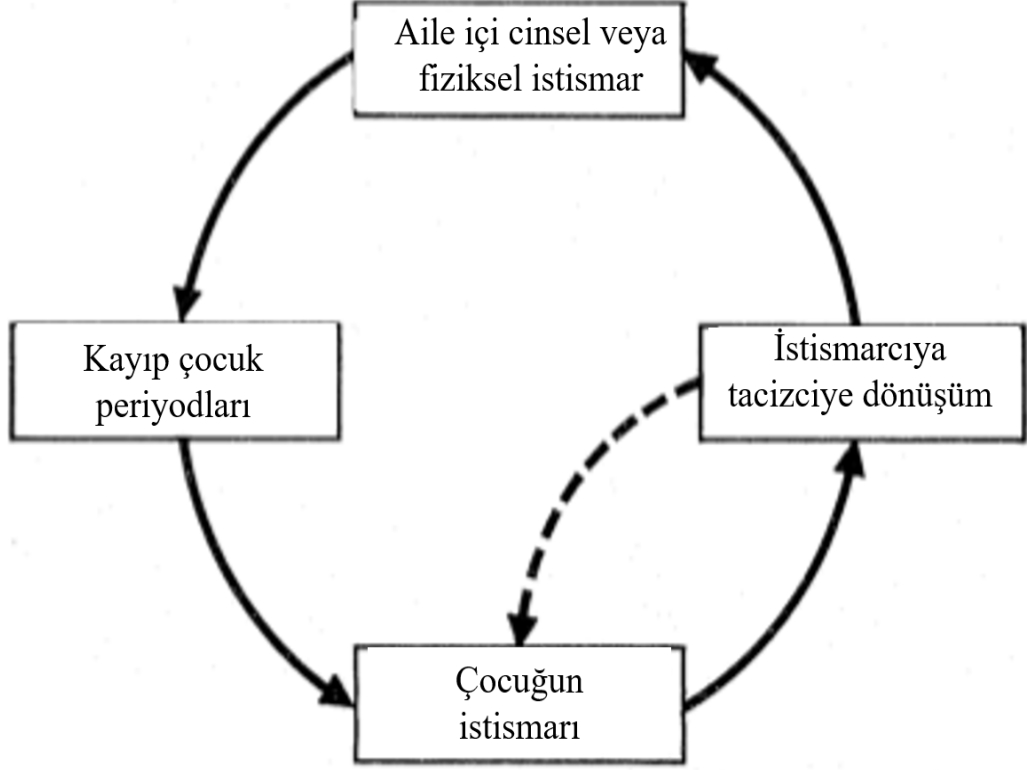 Aile içi cinsel veya
fiziksel istismar
Kayıp çocuk
periyodları
İstismarcıya
tacizciye dönüşüm
Çocuğun
istismarı